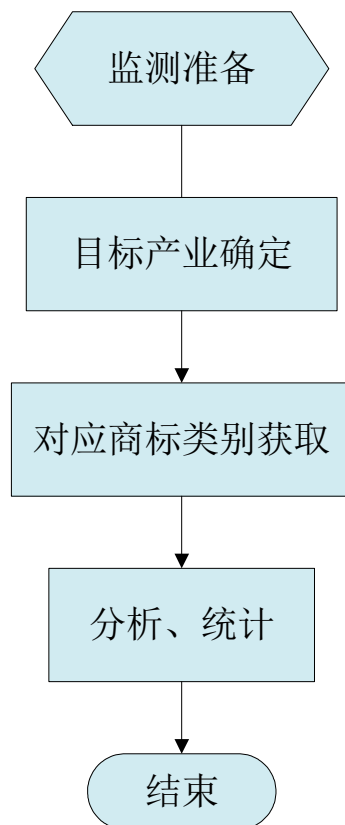 监测准备
目标产业确定
对应商标类别获取
分析、统计
结束